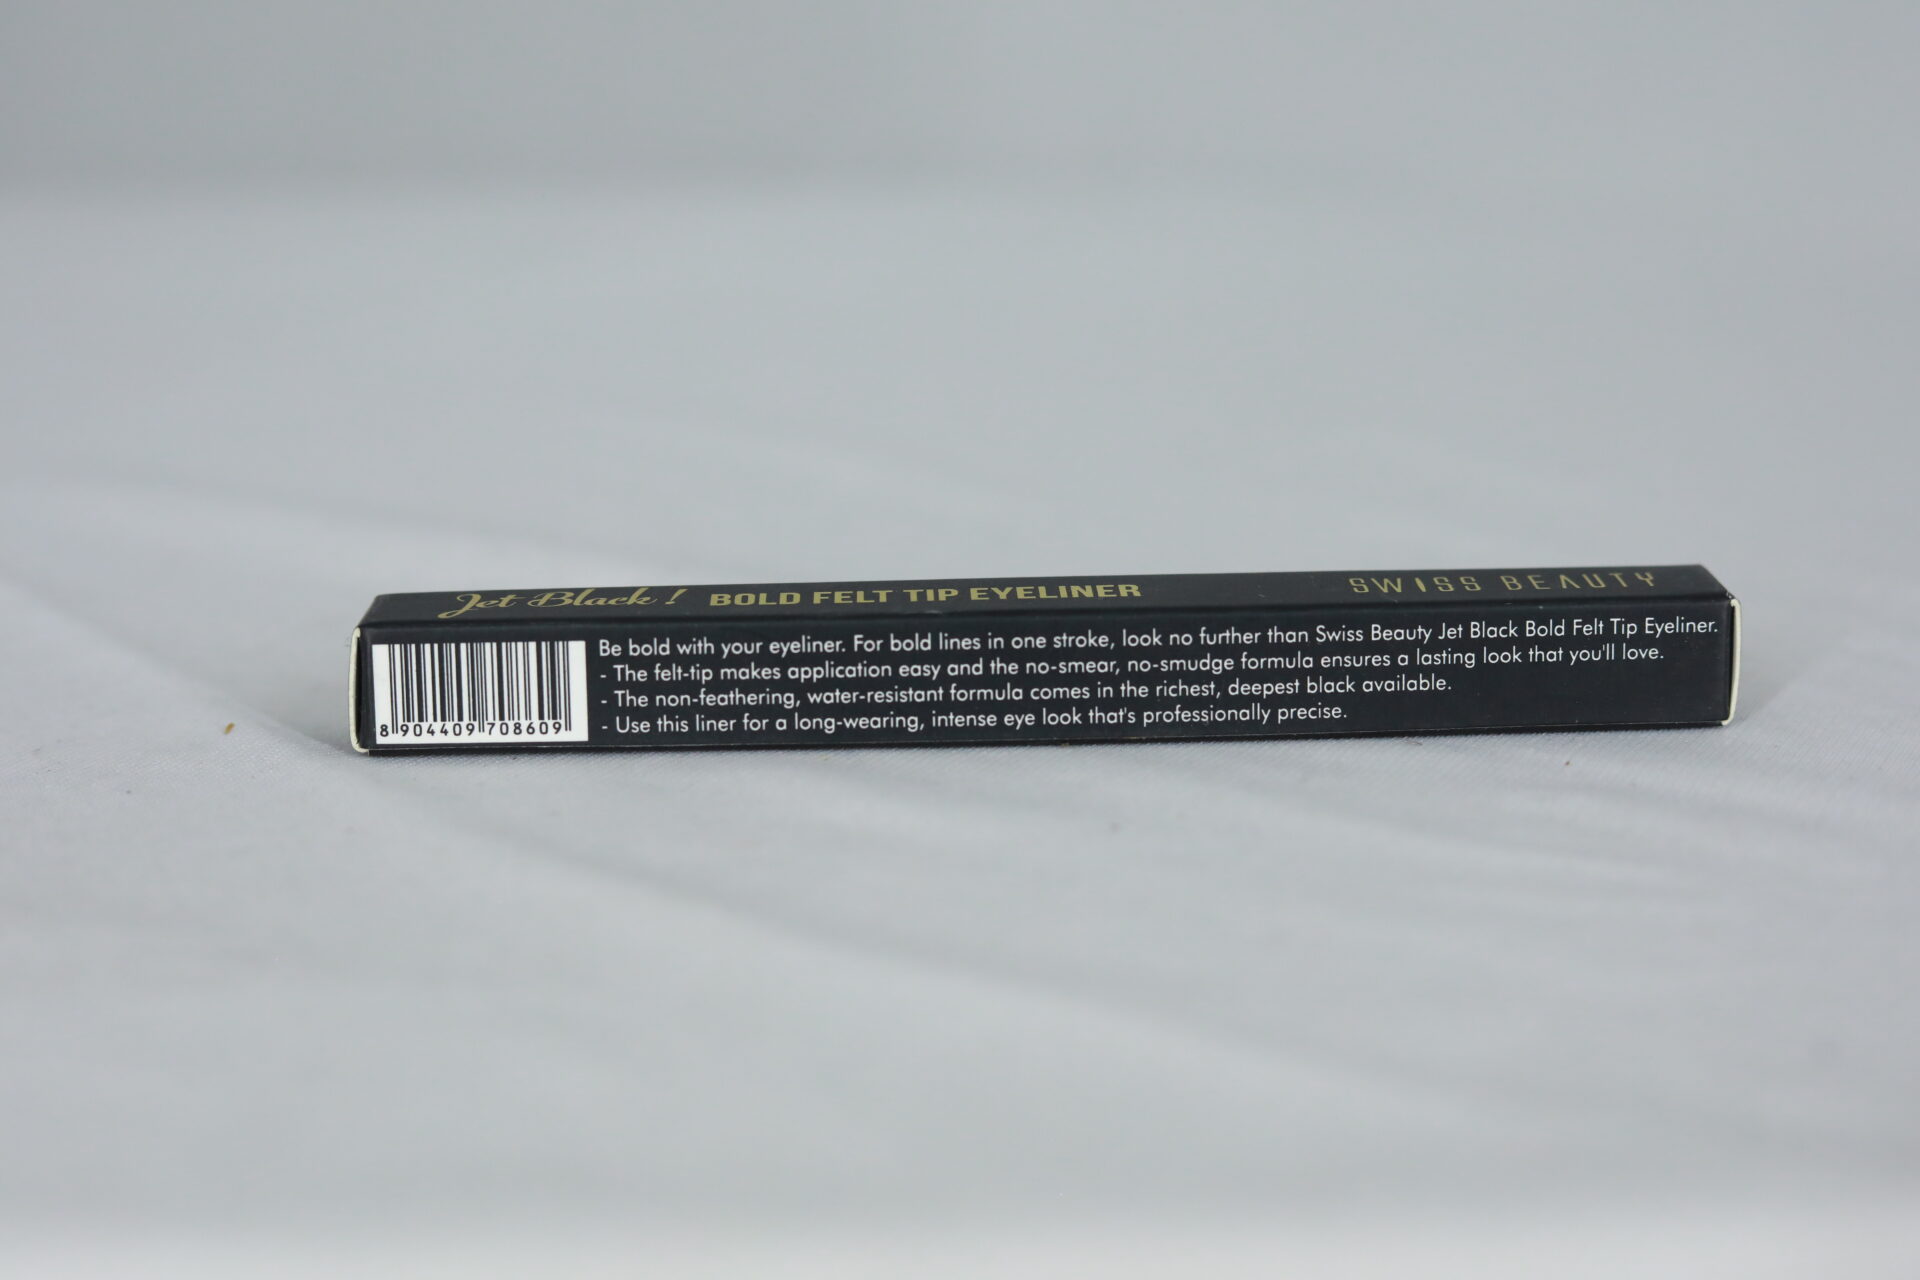 Jet Black! BOLD FELT TIP EYELINER SWISS BEAUTY
Be bold with your eyeliner. For bold lines in one stroke, look no further than Swiss Beauty Jet Black Bold Felt Tip Eyeliner.
- The felt-tip makes application easy and the no-smear, no-smudge formula ensures a lasting look that you'll love.
- The non-feathering, water-resistant formula comes in the richest, deepest black available.
- Use this liner for a long-wearing, intense eye look that's professionally precise.
8 904409 708609